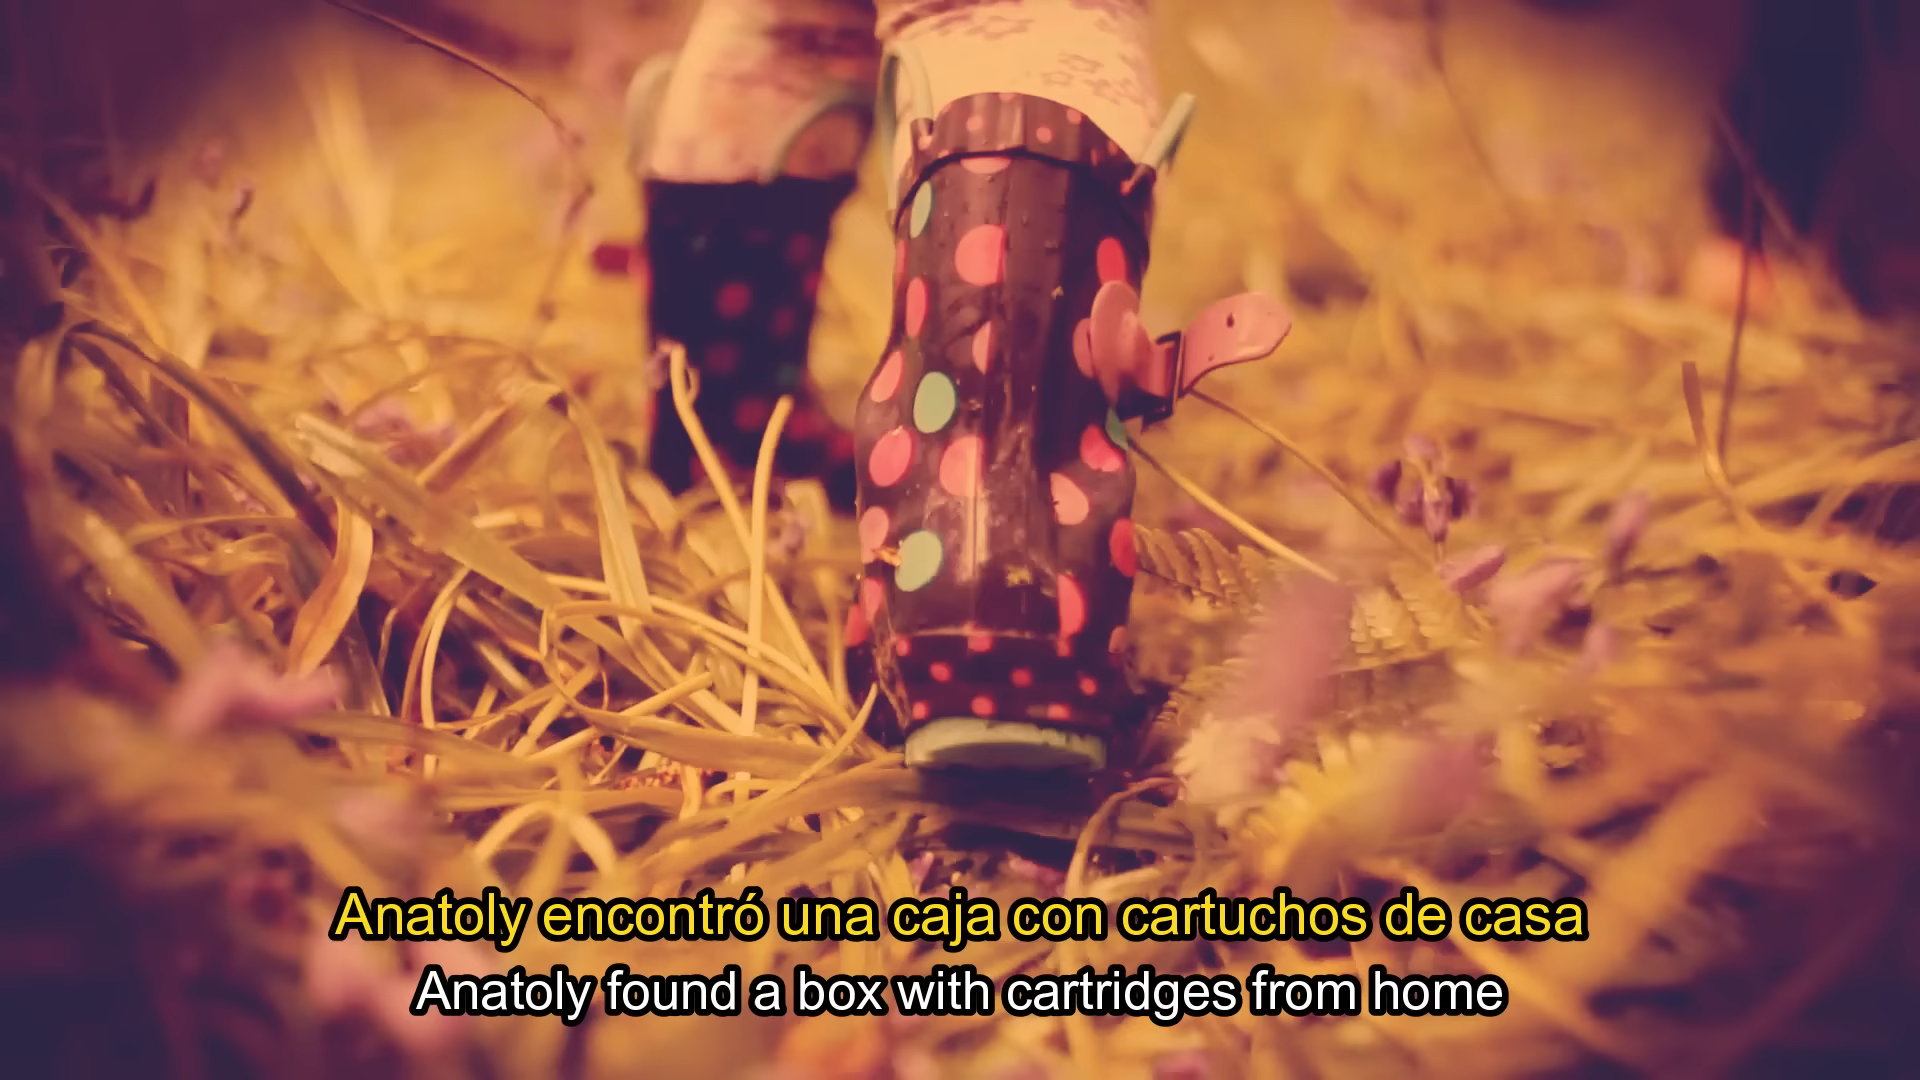 Anatoly encontró una caja con cartuchos de casa
Anatoly found a box with cartridges from home